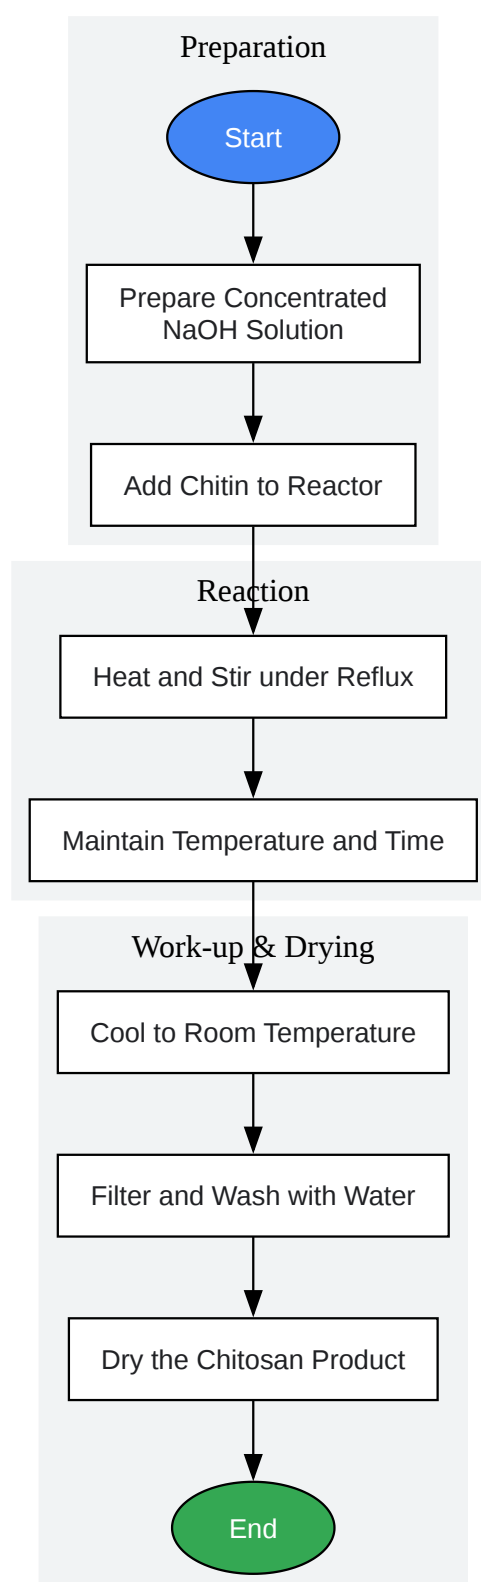 Preparation
Start
Prepare Concentrated
NaOH Solution
Add Chitin to Reactor
Reaction
Heat and Stir under Reflux
Maintain Temperature and Time
Work-up & Drying
Cool to Room Temperature
Filter and Wash with Water
Dry the Chitosan Product
End